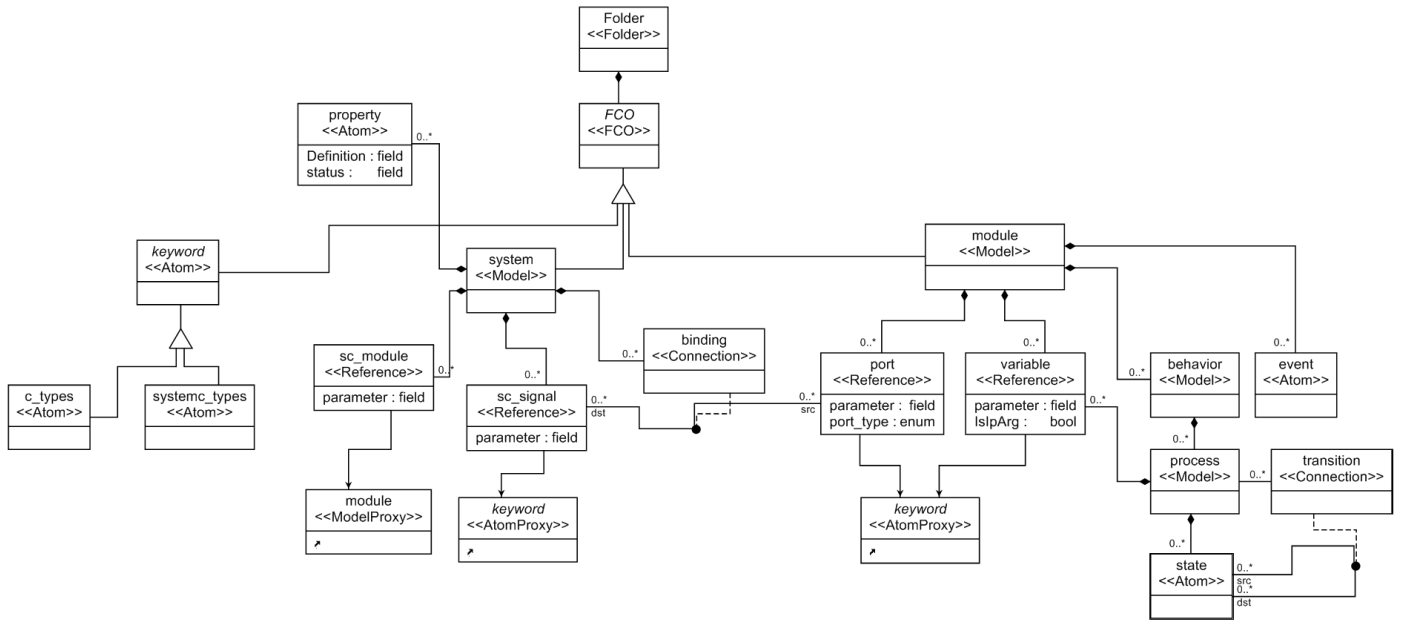 Folder
<<Folder>>
FCO
<<FCO>>
property
<<Atom>>
Definition : field
status : field
0..*
keyword
<<Atom>>
system
<<Model>>
module
<<Model>>
c_types
<<Atom>>
systemc_types
<<Atom>>
sc_module
<<Reference>>
parameter : field
0..*
sc_signal
<<Reference>>
parameter : field
0..*
0..*
dst
binding
<<Connection>>
0..*
port
<<Reference>>
parameter : field
port_type : enum
0..*
0..*
src
variable
<<Reference>>
parameter : field
IsIpArg : bool
0..*
0..*
behavior
<<Model>>
0..*
event
<<Atom>>
0..*
module
<<ModelProxy>>
keyword
<<AtomProxy>>
keyword
<<AtomProxy>>
0..*
process
<<Model>>
0..*
transition
<<Connection>>
0..*
state
<<Atom>>
0..*
src
0..*
dst